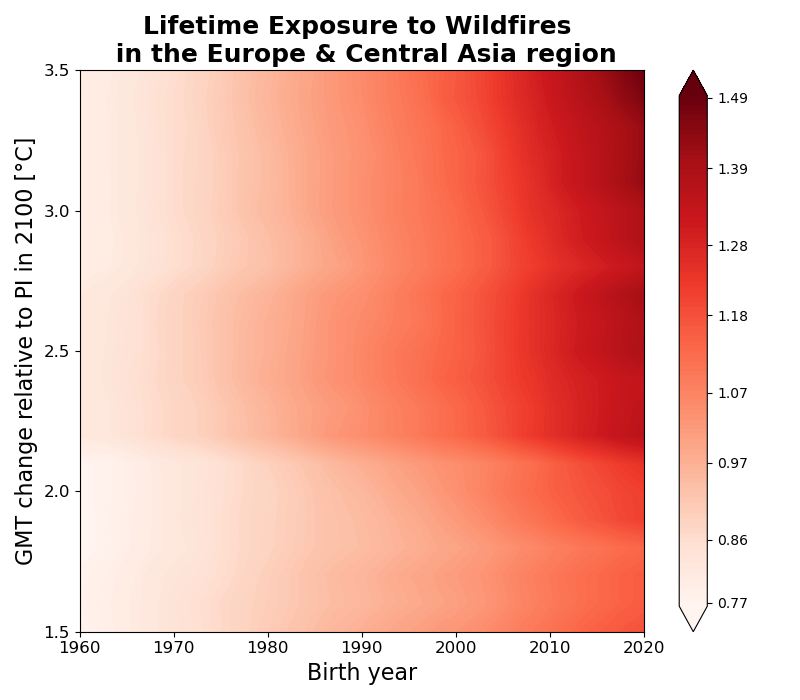 Lifetime Exposure to Wildfires
in the Europe & Central Asia region
GMT change relative to PI in 2100 [°C]
3.5
3.0
2.5
2.0
1.5
1960 1970 1980 1990 2000 2010 2020
Birth year
1.49
1.39
1.28
1.18
1.07
0.97
0.86
0.77